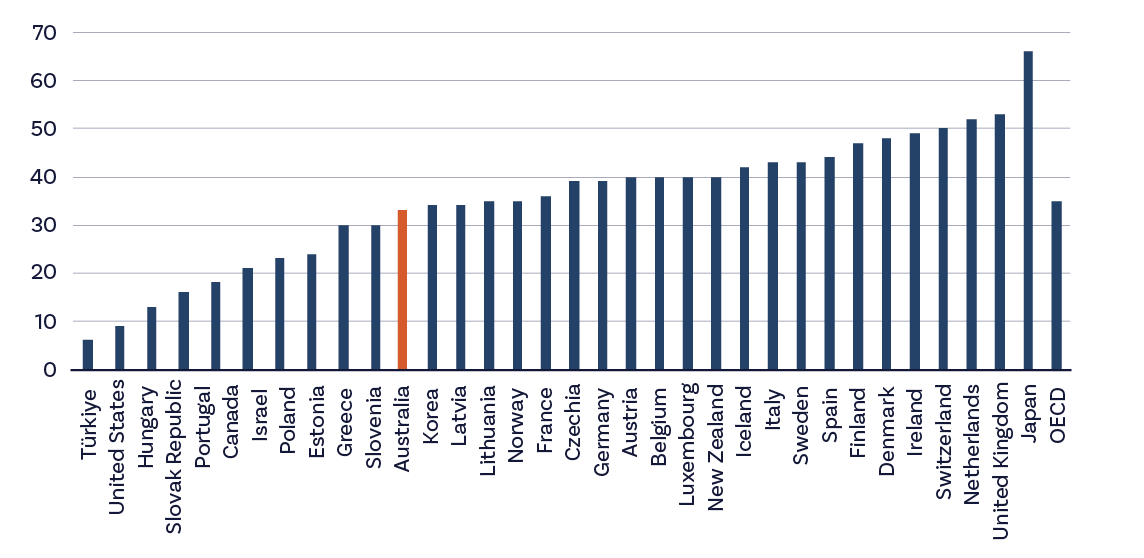 70
60
50
40
30
20
10
0
Türkiye
United States
Hungary
Slovak Republic
Portugal
Canada
Israel
Poland
Estonia
Greece
Slovenia
Australia
Korea
Latvia
Lithuania
Norway
France
Czechia
Germany
Austria
Belgium
Luxembourg
New Zealand
Iceland
Italy
Sweden
Spain
Finland
Denmark
Ireland
Switzerland
Netherlands
United Kingdom
Japan
OECD